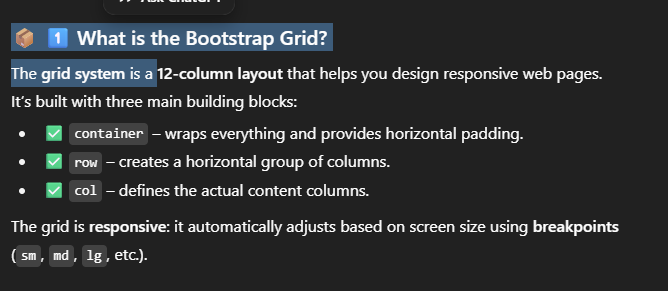 📦 1️⃣ What is the Bootstrap Grid?
The grid system is a 12-column layout that helps you design responsive web pages.
It's built with three main building blocks:
• ✅ container – wraps everything and provides horizontal padding.
• ✅ row – creates a horizontal group of columns.
• ✅ col – defines the actual content columns.
The grid is responsive: it automatically adjusts based on screen size using breakpoints
(sm, md, lg, etc.).